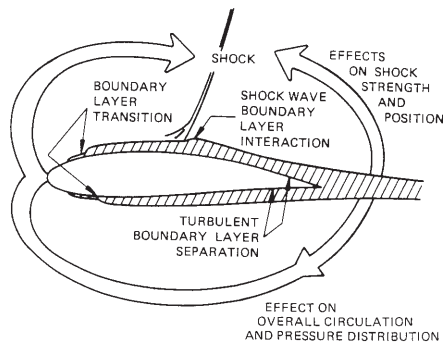 SHOCK
EFFECTS
ON SHOCK
STRENGTH
AND
POSITION
BOUNDARY
LAYER
TRANSITION
SHOCK WAVE
BOUNDARY
LAYER
INTERACTION
TURBULENT
BOUNDARY LAYER
SEPARATION
EFFECT ON
OVERALL CIRCULATION
AND PRESSURE DISTRIBUTION